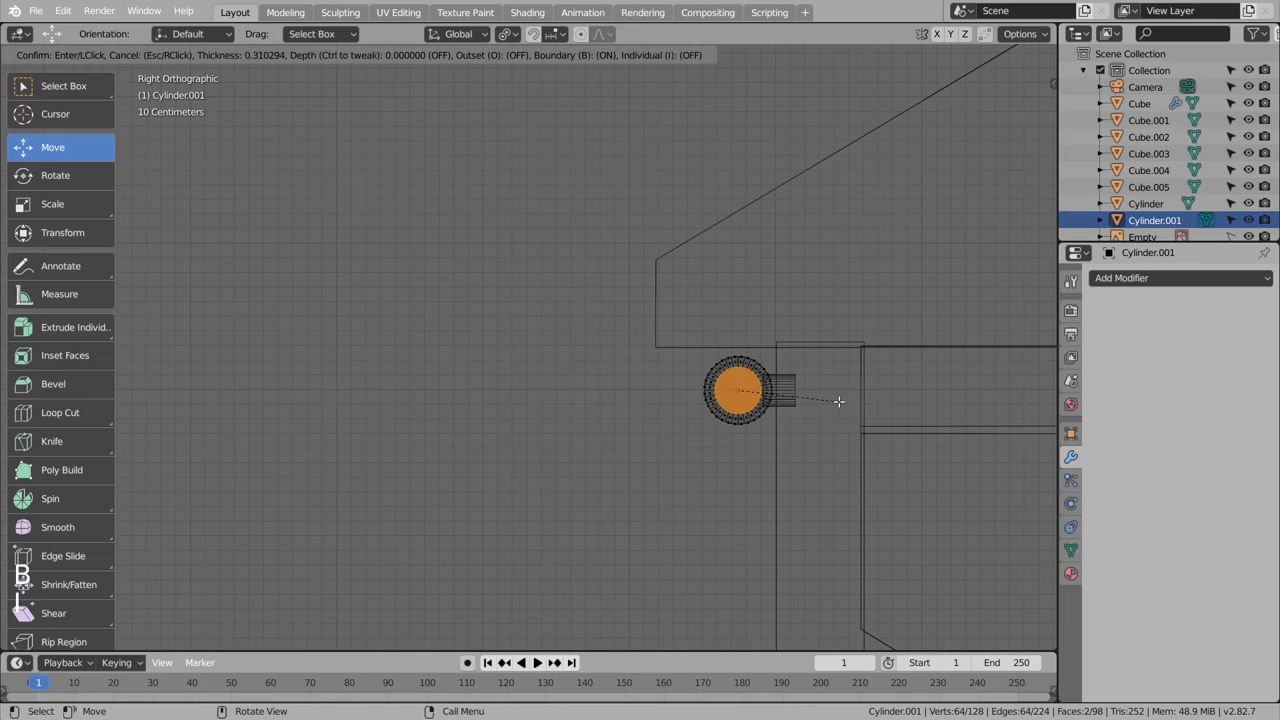 File Edit Render Window Help Layout Modeling Sculpting UV Editing Texture Paint Shading Animation Rendering Compositing Scripting + Scene View Layer
Orientation: Default Drag: Select Box Global X Y Z Options
Confirm: Enter/LClick, Cancel: (Esc/RClick), Thickness: 0.310294, Depth (Ctrl to tweak): 0.000000 (OFF), Outset (O): (OFF), Boundary (B): (ON), Individual (I): (OFF)
Right Orthographic
(1) Cylinder.001
10 Centimeters
Select Box
Cursor
Move
Rotate
Scale
Transform
Annotate
Measure
Extrude Individ..
Inset Faces
Bevel
Loop Cut
Knife
Poly Build
Spin
Smooth
Edge Slide
Shrink/Fatten
Shear
Rip Region
B
I
Scene Collection
Collection
Camera
Cube
Cube.001
Cube.002
Cube.003
Cube.004
Cube.005
Cylinder
Cylinder.001
Empty
Cylinder.001
Add Modifier
Playback Keying View Marker 1 Start 1 End 250
1 10 20 30 40 50 60 70 80 90 100 110 120 130 140 150 160 170 180 190 200 210 220 230 240 250
Select Move Rotate View Call Menu Cylinder.001 | Verts:64/128 | Edges:64/224 | Faces:2/98 | Tris:252 | Mem: 48.9 MiB | v2.82.7